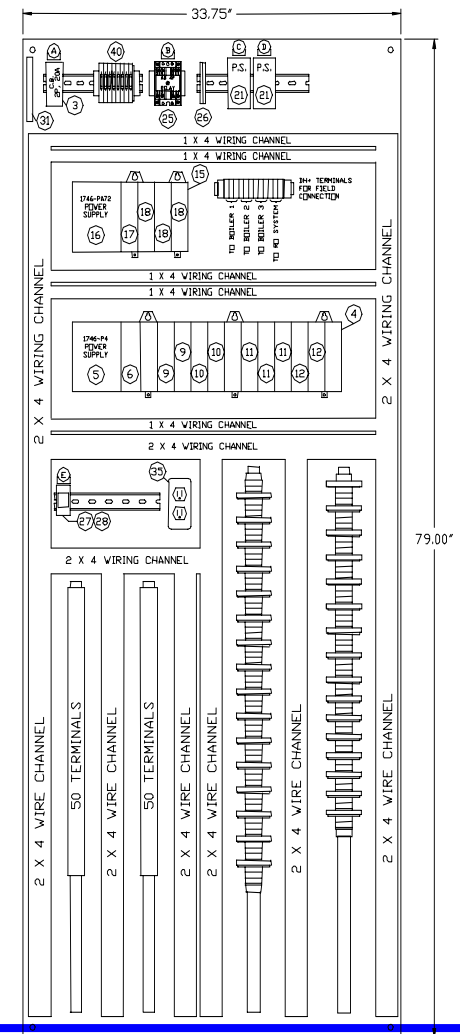 33.75"
A
40
B
C
D
C.B.
2P, 20A
P.S.
P.S.
21
21
3
25
26
31
1 X 4 WIRING CHANNEL
1 X 4 WIRING CHANNEL
15
1746-PA72
POWER
SUPPLY
16
17
18
18
18
DH+ TERMINALS
FOR FIELD
CONNECTION
TO BOILER 1
TO BOILER 2
TO BOILER 3
TO RO SYSTEM
2 X 4 WIRING CHANNEL
2 X 4 WIRING CHANNEL
1 X 4 WIRING CHANNEL
1 X 4 WIRING CHANNEL
4
1746-P4
POWER
SUPPLY
5
6
9
9
10
10
11
11
11
12
12
1 X 4 WIRING CHANNEL
2 X 4 WIRING CHANNEL
E
35
27
28
2 X 4 WIRING CHANNEL
79.00"
2 X 4 WIRE CHANNEL
50 TERMINALS
2 X 4 WIRE CHANNEL
50 TERMINALS
2 X 4 WIRE CHANNEL
2 X 4 WIRE CHANNEL
2 X 4 WIRE CHANNEL
2 X 4 WIRE CHANNEL